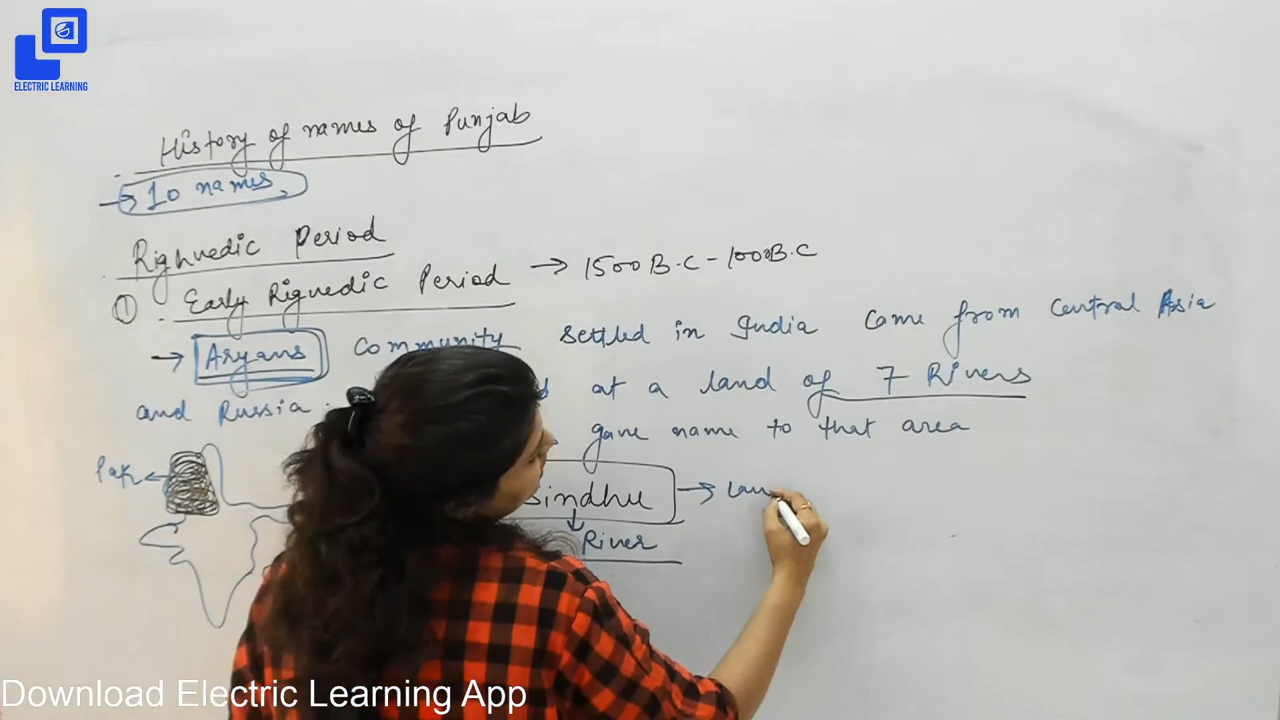 ELECTRIC LEARNING
History of names of Punjab
→ 10 names
Righvedic Period
① Early Rigvedic Period → 1500 B.C - 1000 B.C
→ Aryans community settled in India came from Central Asia
and Russia. at a land of 7 Rivers
gave name to that area
Pak ← Sindhu →
↓ River
Download Electric Learning App